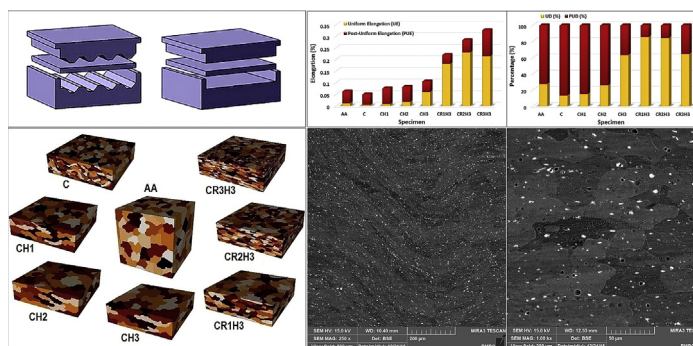 Uniform Elongation (UE)
Post-Uniform Elongation (PUE)
Elongation [%]
0.35
0.3
0.25
0.2
0.15
0.1
0.05
0
AA C CH1 CH2 CH3 CR1H3 CR2H3 CR3H3
Specimen
UD (%) PUD (%)
Percentage [%]
100
80
60
40
20
0
AA C CH1 CH2 CH3 CR1H3 CR2H3 CR3H3
Specimen
C
CR3H3
AA
CH1
CR2H3
CH2
CR1H3
CH3
SEM HV: 15.0 kV WD: 10.40 mm MIRA3 TESCAN
SEM MAG: 250 x Det: BSE 200 µm
SEM HV: 15.0 kV WD: 12.33 mm MIRA3 TESCAN
SEM MAG: 1.00 kx Det: BSE 50 µm